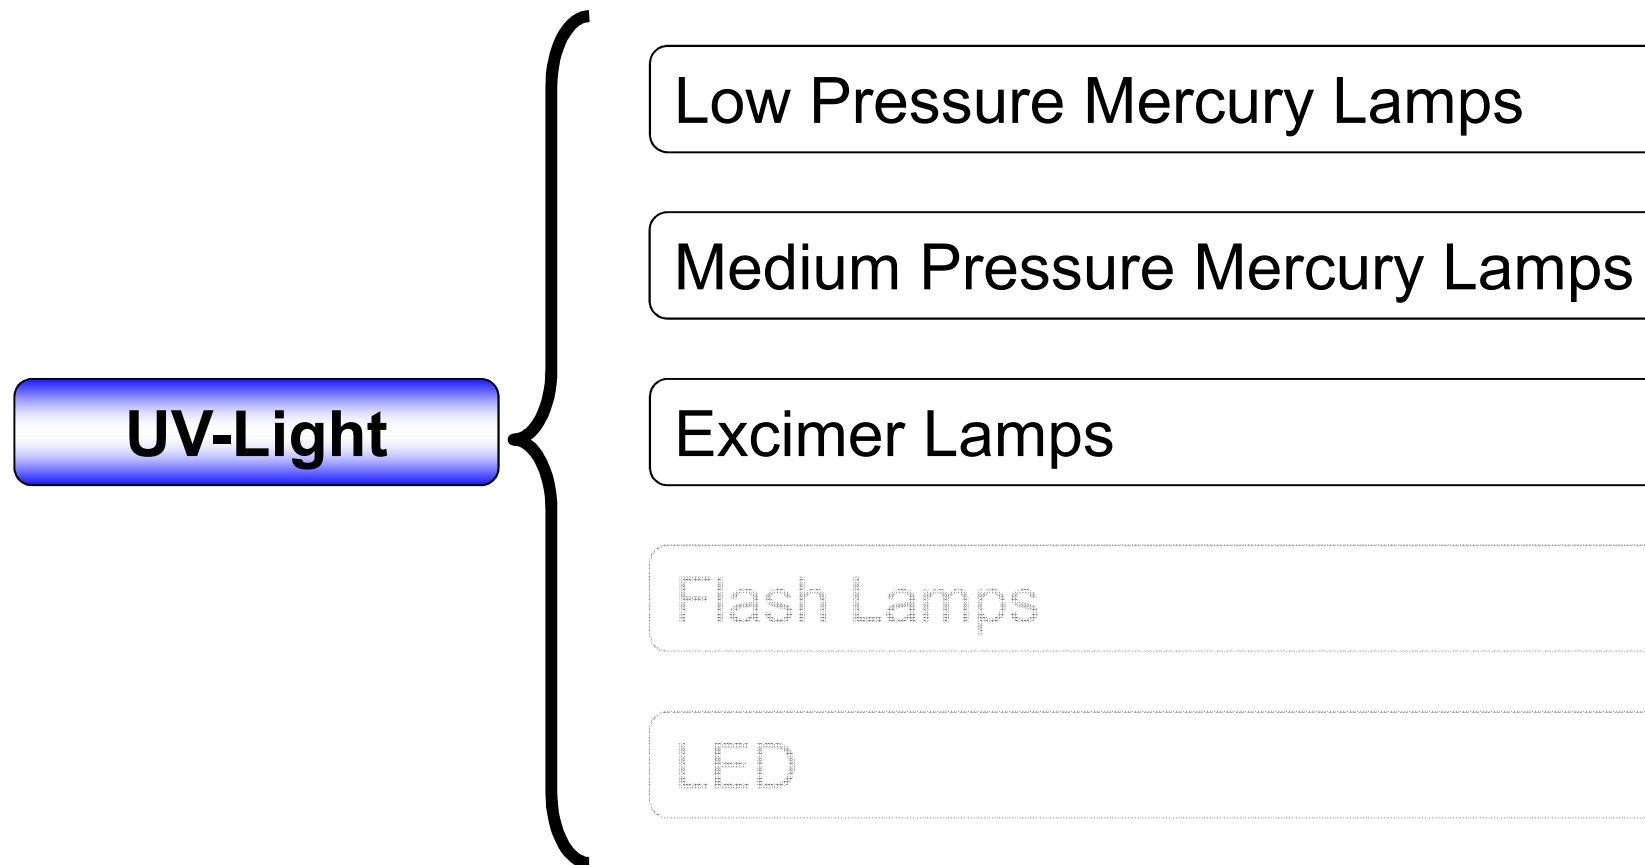 Low Pressure Mercury Lamps
Medium Pressure Mercury Lamps
UV-Light
Excimer Lamps
Flash Lamps
LED